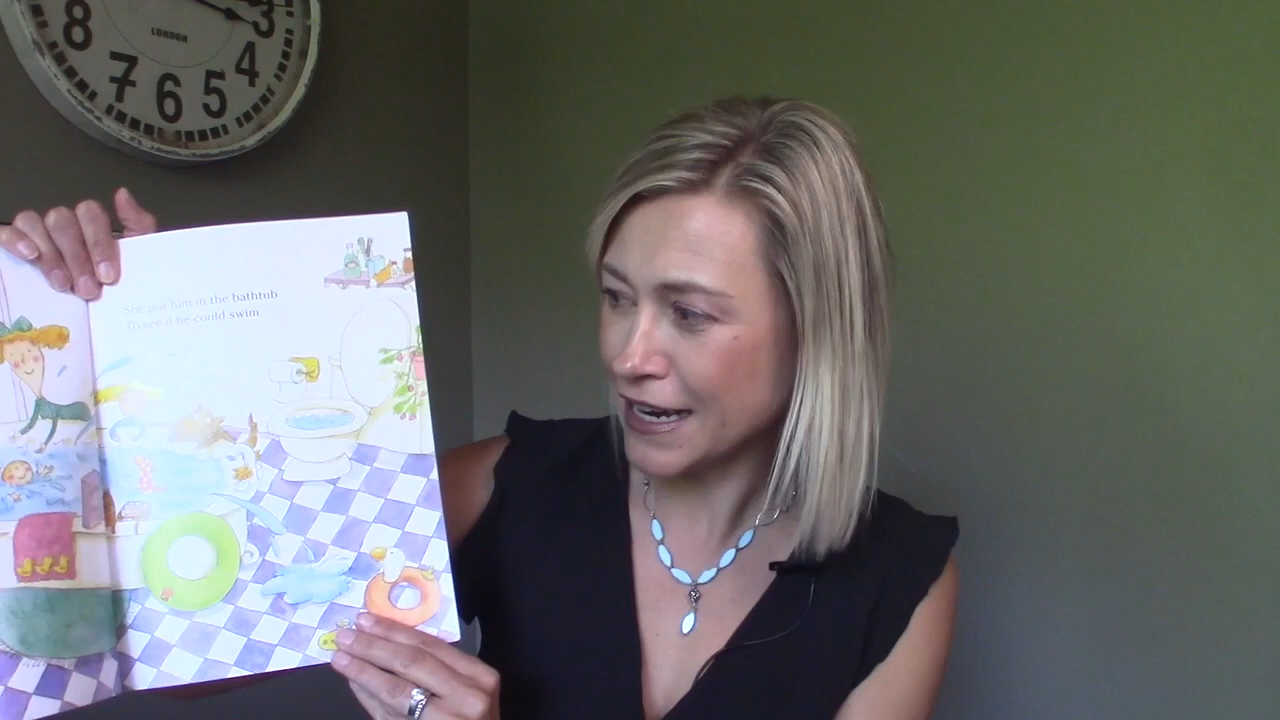 8
3
LONDON
4
7
6
5
She put him in the bathtub
To see if he could swim.